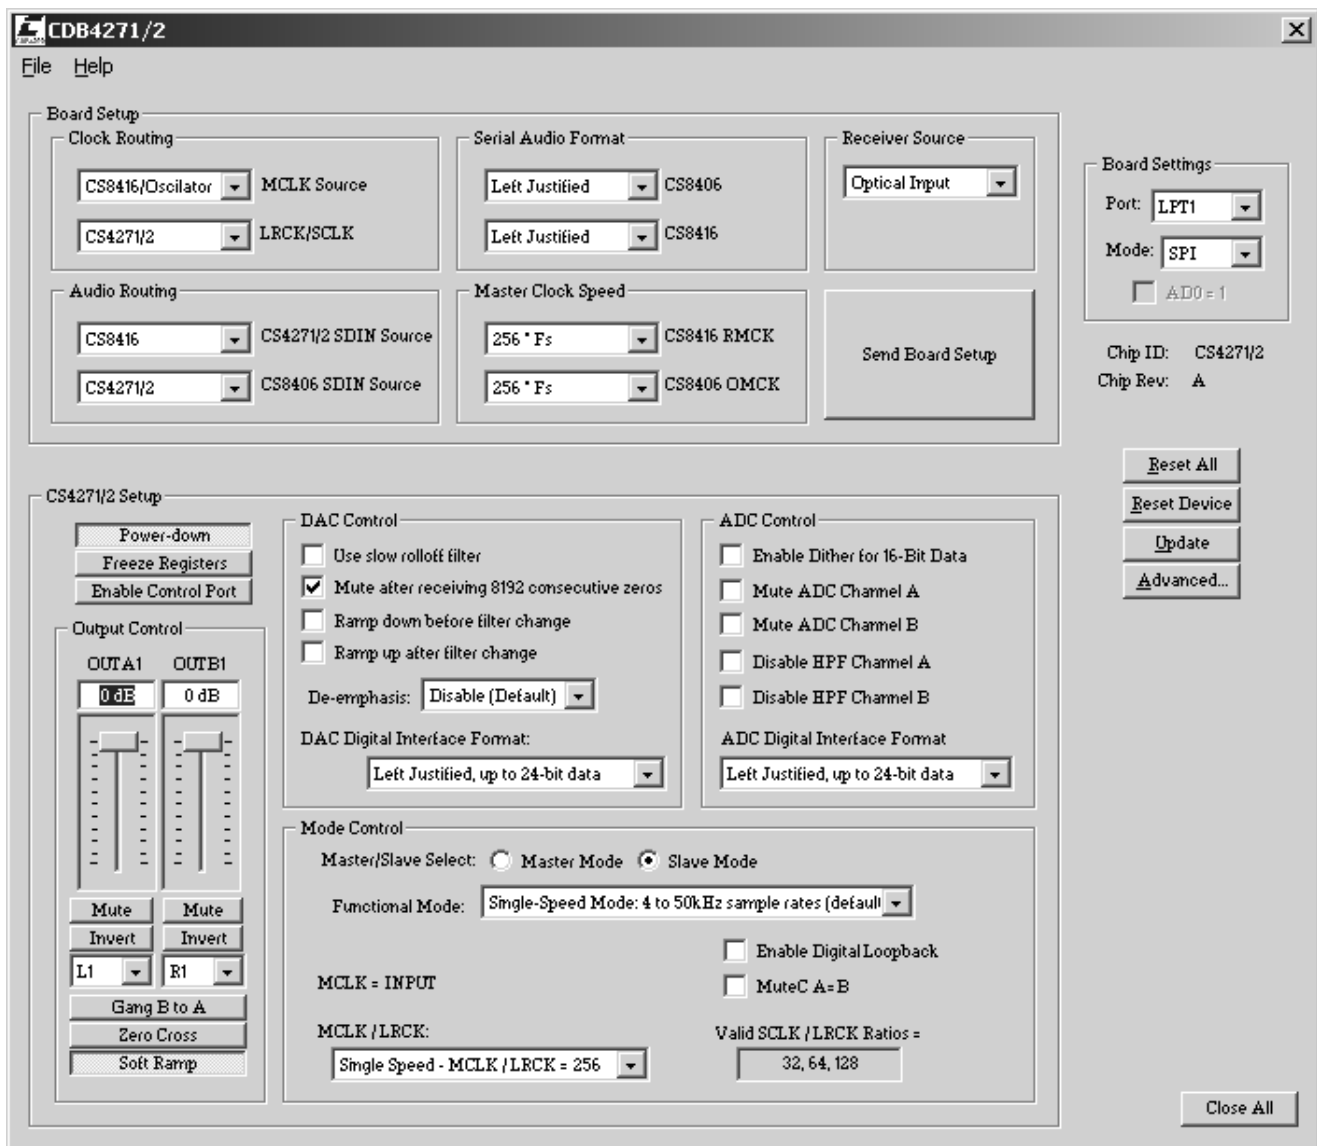 CDB4271/2
File Help
Board Setup
Clock Routing
CS8416/Oscilator MCLK Source
CS4271/2 LRCK/SCLK
Serial Audio Format
Left Justified CS8406
Left Justified CS8416
Receiver Source
Optical Input
Audio Routing
CS8416 CS4271/2 SDIN Source
CS4271/2 CS8406 SDIN Source
Master Clock Speed
256 * Fs CS8416 RMCK
256 * Fs CS8406 OMCK
Send Board Setup
Board Settings
Port: LPT1
Mode: SPI
AD0 = 1
Chip ID: CS4271/2
Chip Rev: A
Reset All
Reset Device
Update
Advanced...
CS4271/2 Setup
Power-down
Freeze Registers
Enable Control Port
Output Control
OUTA1 OUTB1
0 dB 0 dB
Mute Mute
Invert Invert
L1 R1
Gang B to A
Zero Cross
Soft Ramp
DAC Control
Use slow rolloff filter
Mute after receiving 8192 consecutive zeros
Ramp down before filter change
Ramp up after filter change
De-emphasis: Disable (Default)
DAC Digital Interface Format:
Left Justified, up to 24-bit data
ADC Control
Enable Dither for 16-Bit Data
Mute ADC Channel A
Mute ADC Channel B
Disable HPF Channel A
Disable HPF Channel B
ADC Digital Interface Format
Left Justified, up to 24-bit data
Mode Control
Master/Slave Select: Master Mode Slave Mode
Functional Mode: Single-Speed Mode: 4 to 50kHz sample rates (defaul
Enable Digital Loopback
MCLK = INPUT MuteC A=B
MCLK / LRCK:
Single Speed - MCLK / LRCK = 256
Valid SCLK / LRCK Ratios =
32, 64, 128
Close All